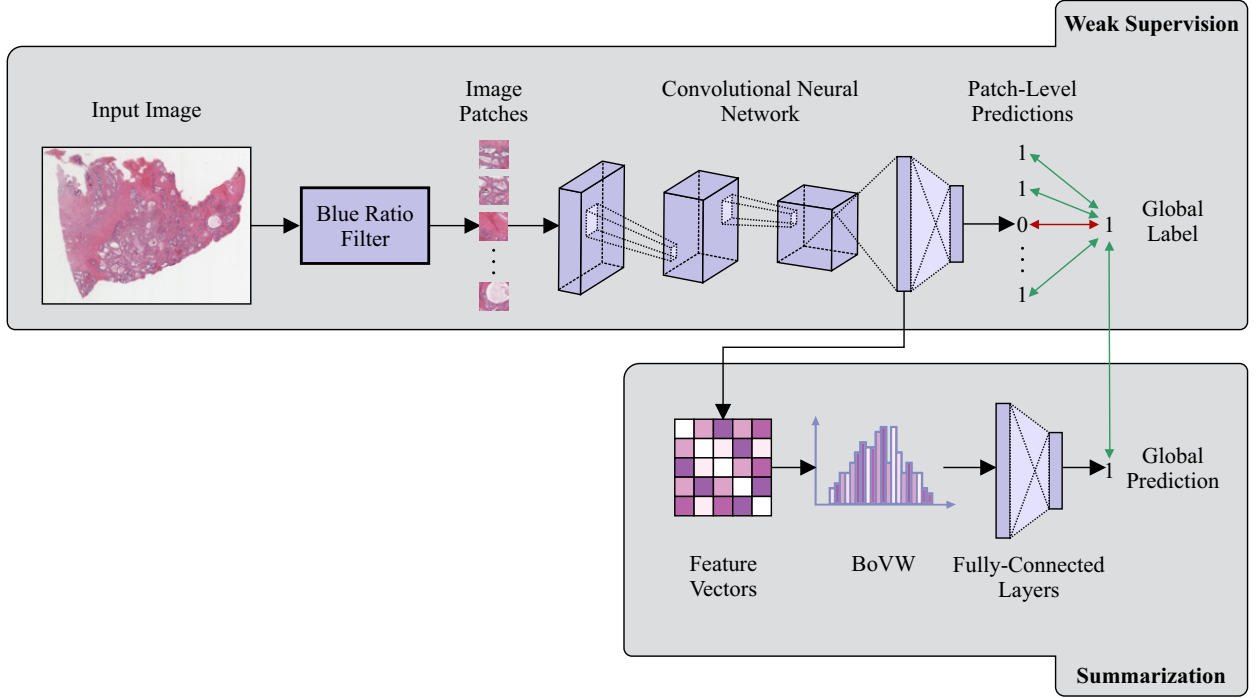 Weak Supervision
Input Image
Image
Patches
Convolutional Neural
Network
Patch-Level
Predictions
Blue Ratio
Filter
1
1
0
1
1
Global
Label
Feature
Vectors
BoVW
Fully-Connected
Layers
1
Global
Prediction
Summarization